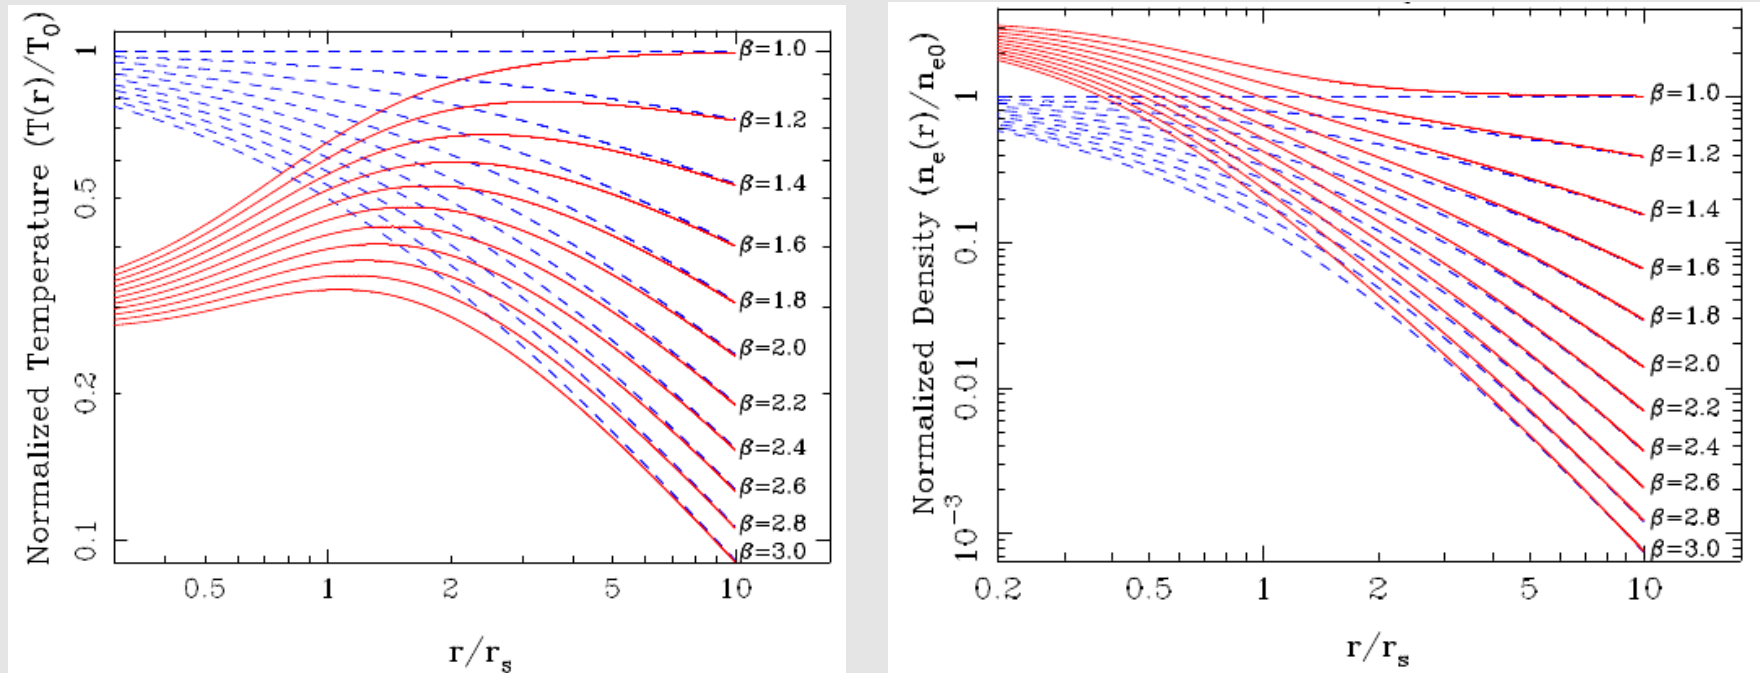 Normalized Temperature (T(r)/T₀)
1
0.5
0.2
0.1
β=1.0
β=1.2
β=1.4
β=1.6
β=1.8
β=2.0
β=2.2
β=2.4
β=2.6
β=2.8
β=3.0
0.5 1 2 5 10
r/rₛ
Normalized Density (nₑ(r)/nₑ₀)
1
0.1
0.01
10⁻³
β=1.0
β=1.2
β=1.4
β=1.6
β=1.8
β=2.0
β=2.2
β=2.4
β=2.6
β=2.8
β=3.0
0.2 0.5 1 2 5 10
r/rₛ